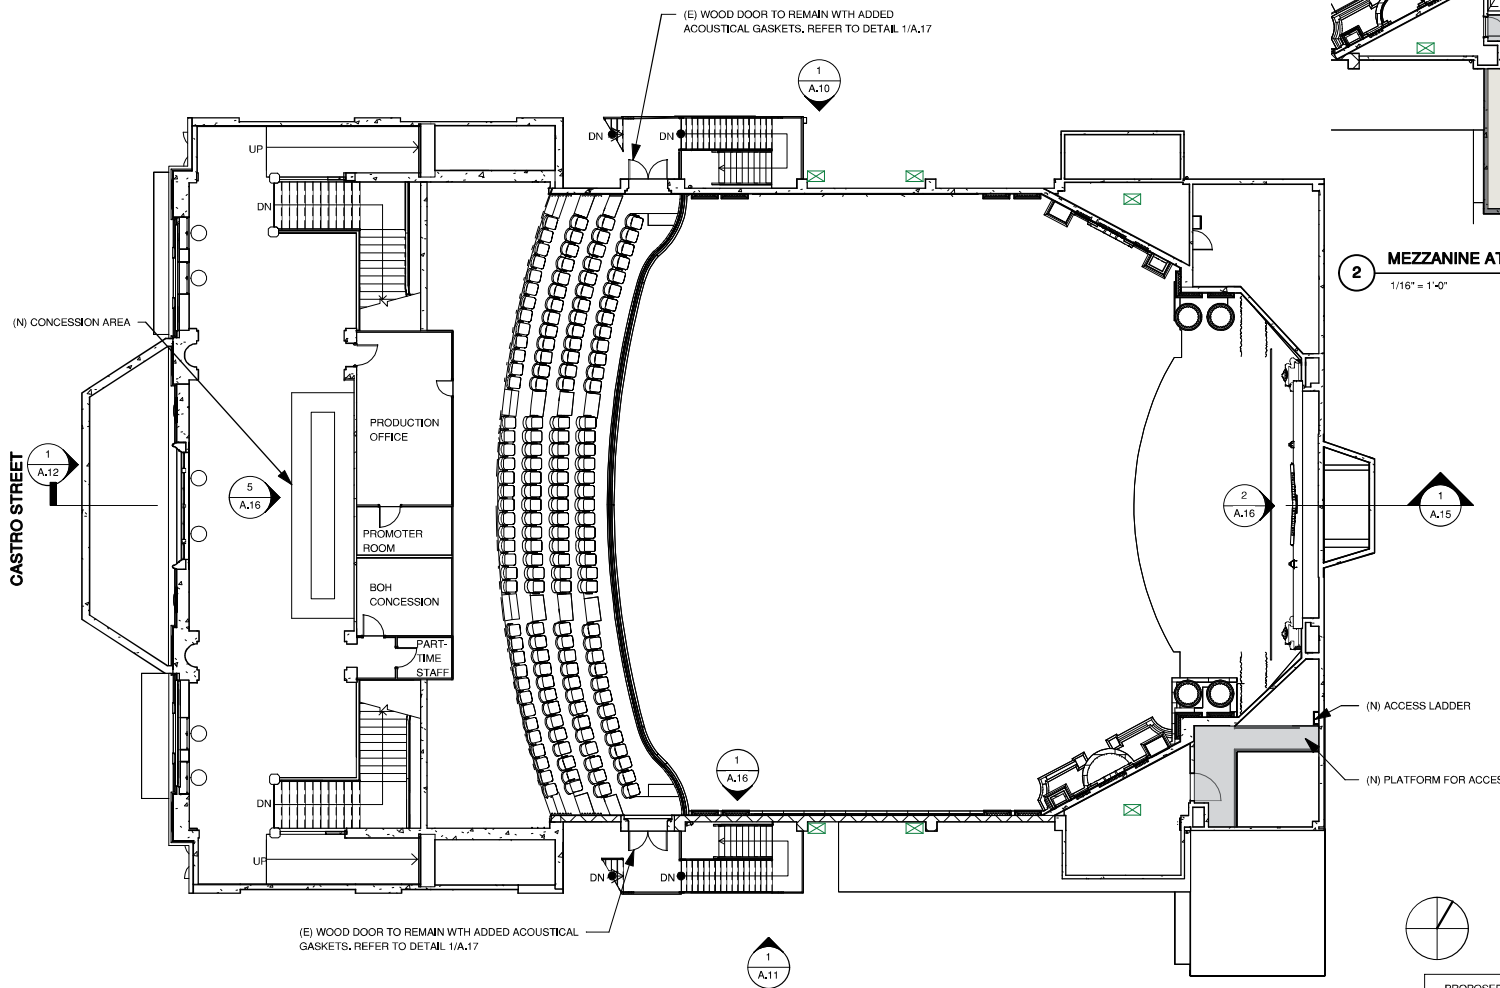 (E) WOOD DOOR TO REMAIN WTH ADDED
ACOUSTICAL GASKETS. REFER TO DETAIL 1/A.17
1
A.10
DN
DN
UP
DN
2
MEZZANINE AT
1/16" = 1'-0"
(N) CONCESSION AREA
PRODUCTION
OFFICE
CASTRO STREET
1
A.12
5
A.16
2
A.16
1
A.15
PROMOTER
ROOM
BOH
CONCESSION
PART-
TIME
STAFF
(N) ACCESS LADDER
1
A.16
(N) PLATFORM FOR ACCES
DN
UP
DN
DN
(E) WOOD DOOR TO REMAIN WTH ADDED ACOUSTICAL
GASKETS. REFER TO DETAIL 1/A.17
1
A.11